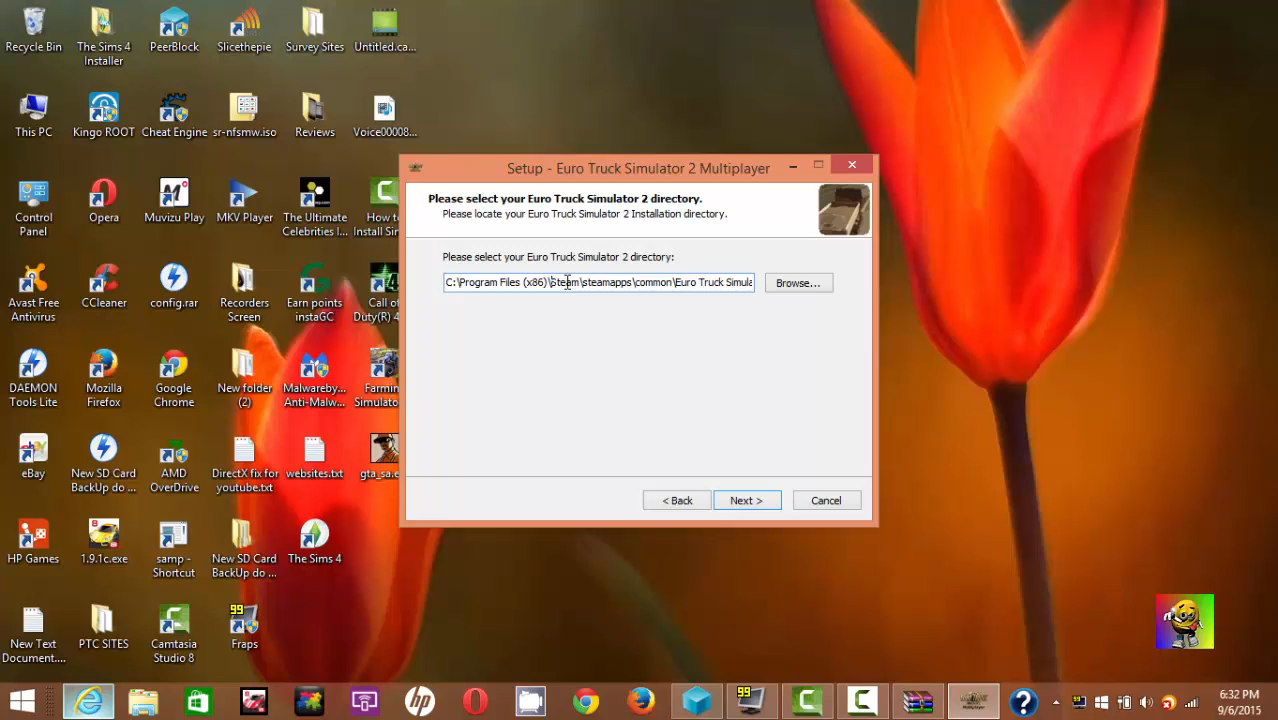 Recycle Bin
The Sims 4
Installer
PeerBlock
Slicethepie
Survey Sites
Untitled.ca...
This PC
Kingo ROOT
Cheat Engine
sr-nfsmw.iso
Reviews
Voice00008...
Control
Panel
Opera
Muvizu Play
MKV Player
The Ultimate
Celebrities I...
How to
Install Sim
Avast Free
Antivirus
CCleaner
config.rar
Recorders
Screen
Earn points
instaGC
4
Call of
Duty(R) 4
DAEMON
Tools Lite
Mozilla
Firefox
Google
Chrome
New folder
(2)
Malwareby...
Anti-Malw...
Farmin
Simulato
eBay
New SD Card
BackUp do ...
AMD
OverDrive
DirectX fix for
youtube.txt
websites.txt
gta_sa.e
HP Games
8
1.9.1c.exe
samp -
Shortcut
New SD Card
BackUp do ...
The Sims 4
New Text
Document....
PTC SITES
Camtasia
Studio 8
99
Fraps
Setup - Euro Truck Simulator 2 Multiplayer
Please select your Euro Truck Simulator 2 directory.
Please locate your Euro Truck Simulator 2 Installation directory.
Please select your Euro Truck Simulator 2 directory:
C:\Program Files (x86)\Steam\steamapps\common\Euro Truck Simula
Browse...
< Back
Next >
Cancel
hp
99
99
6:32 PM
9/6/2015